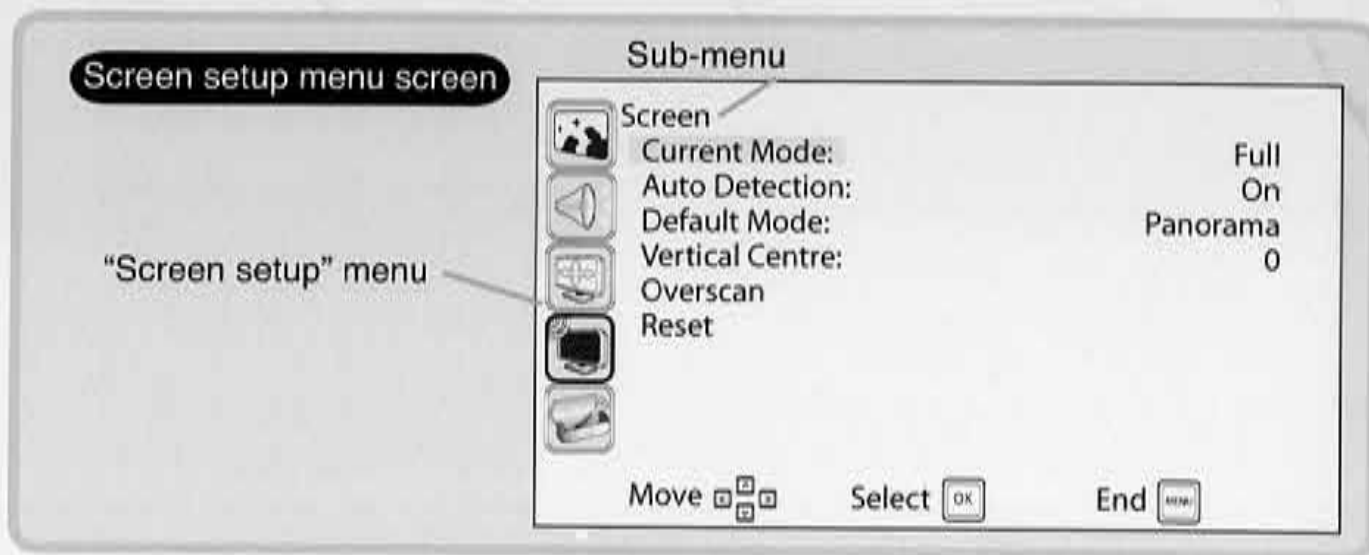 Screen setup menu screen
Sub-menu
Screen
Current Mode: Full
Auto Detection: On
Default Mode: Panorama
Vertical Centre: 0
"Screen setup" menu
Overscan
Reset
Move Select OK End MENU